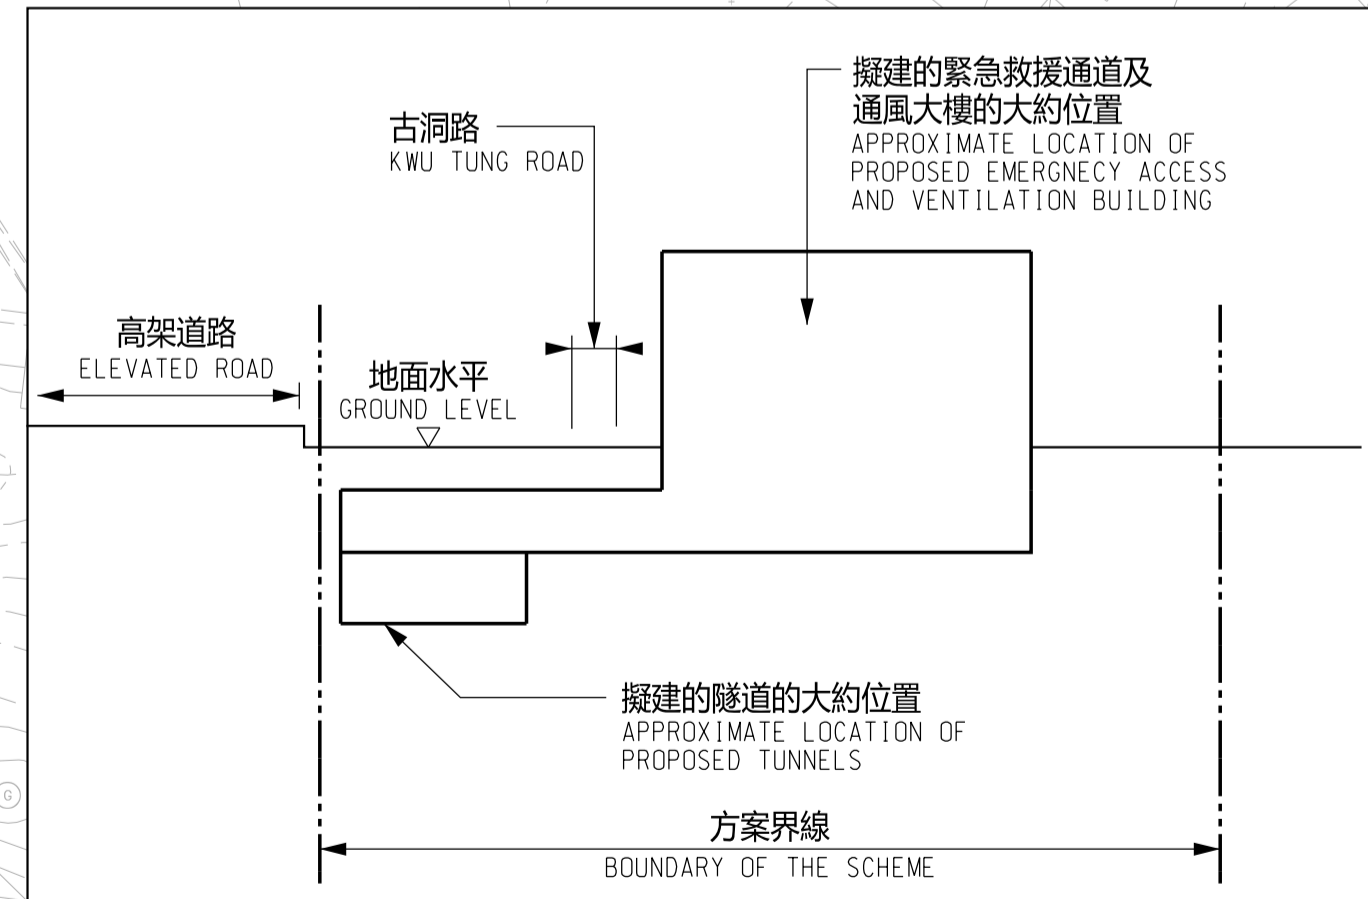 擬建的緊急救援通道及
通風大樓的大約位置
APPROXIMATE LOCATION OF
PROPOSED EMERGNECY ACCESS
AND VENTILATION BUILDING
古洞路
KWU TUNG ROAD
高架道路
ELEVATED ROAD
地面水平
GROUND LEVEL
擬建的隧道的大約位置
APPROXIMATE LOCATION OF
PROPOSED TUNNELS
方案界線
BOUNDARY OF THE SCHEME
G